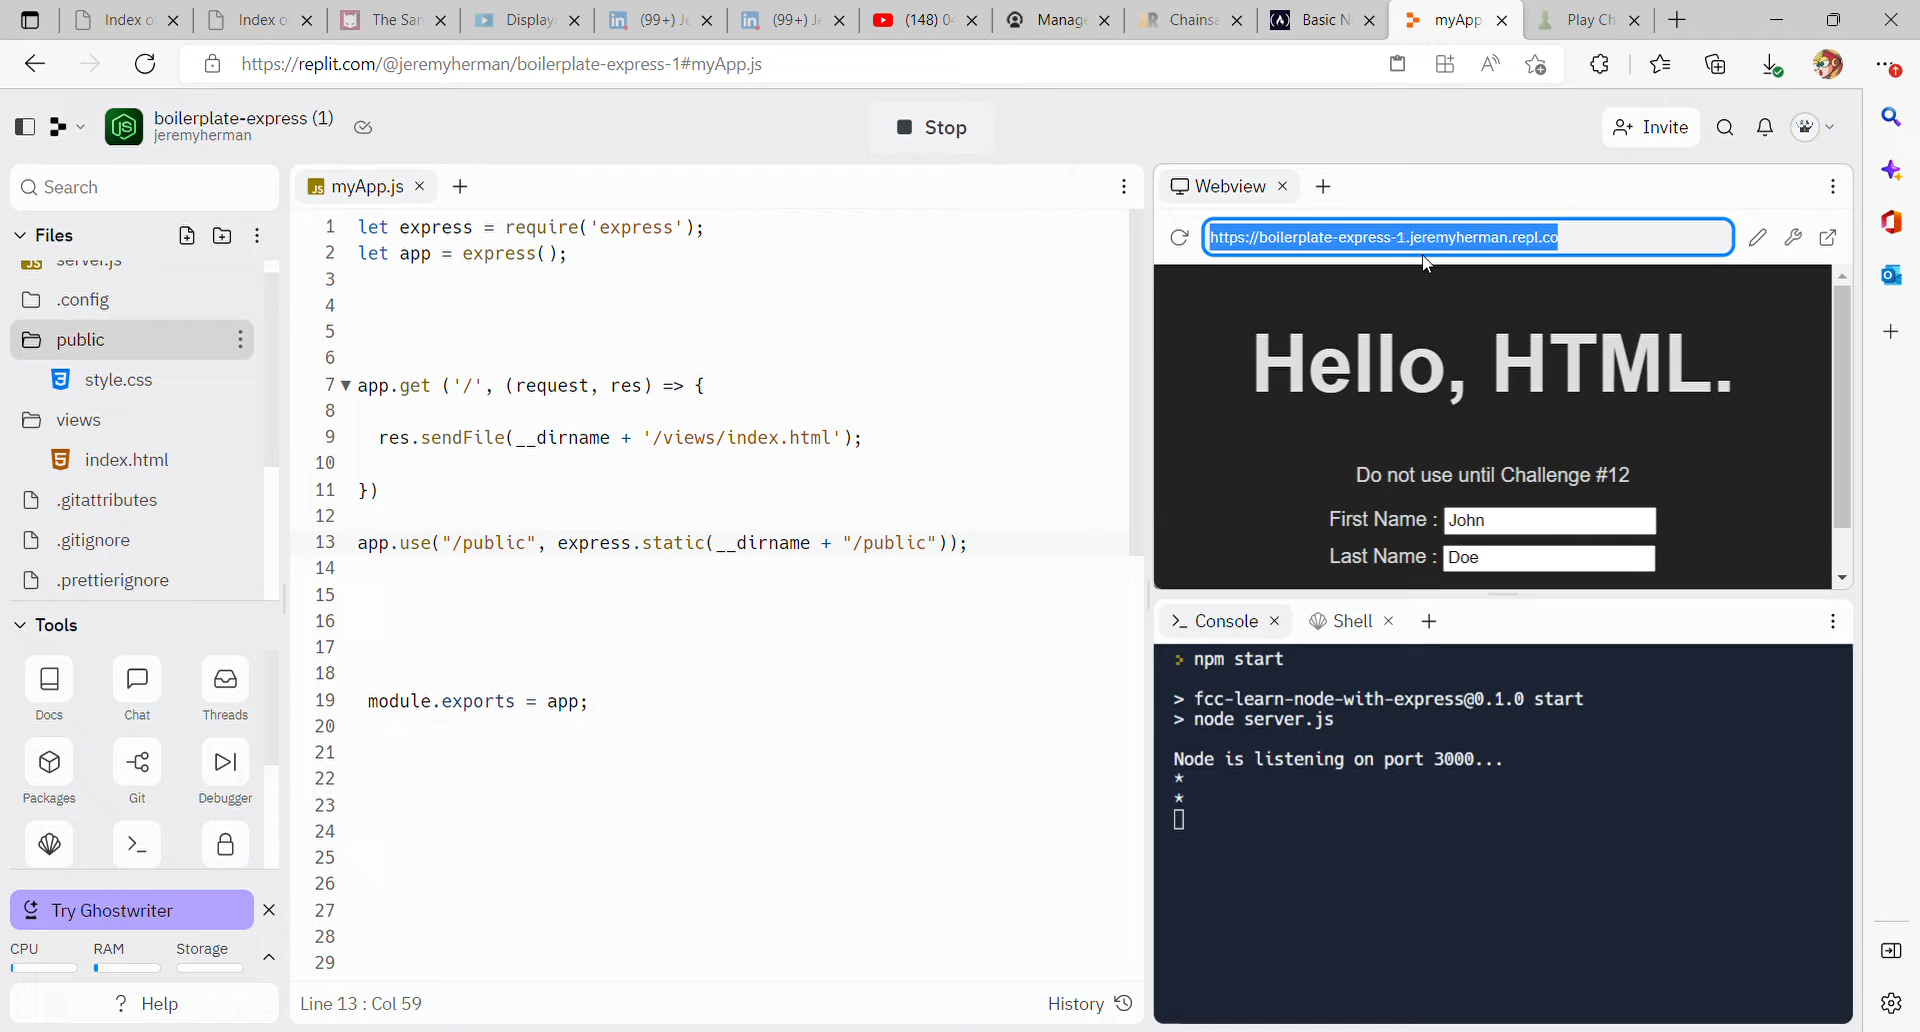 Index o
Index o
The San
Display
(99+) Je
(99+) Je
(148) 04
Manage
Chainsa
Basic N
myApp
Play Ch
https://replit.com/@jeremyherman/boilerplate-express-1#myApp.js
boilerplate-express (1)
jeremyherman
Stop
Invite
Search
Files
server.js
.config
public
style.css
views
index.html
.gitattributes
.gitignore
.prettierignore
Tools
Docs
Chat
Threads
Packages
Git
Debugger
Try Ghostwriter
CPU
RAM
Storage
? Help
JS myApp.js
1 let express = require('express');
2 let app = express();
3
4
5
6
7 app.get ('/', (request, res) => {
8
9 res.sendFile(__dirname + '/views/index.html');
10
11 })
12
13 app.use("/public", express.static(__dirname + "/public"));
14
15
16
17
18
19 module.exports = app;
20
21
22
23
24
25
26
27
28
29
Line 13 : Col 59
History
Webview
https://boilerplate-express-1.jeremyherman.repl.co
Hello, HTML.
Do not use until Challenge #12
First Name : John
Last Name : Doe
Console
Shell
> npm start
> fcc-learn-node-with-express@0.1.0 start
> node server.js
Node is listening on port 3000...
*
*